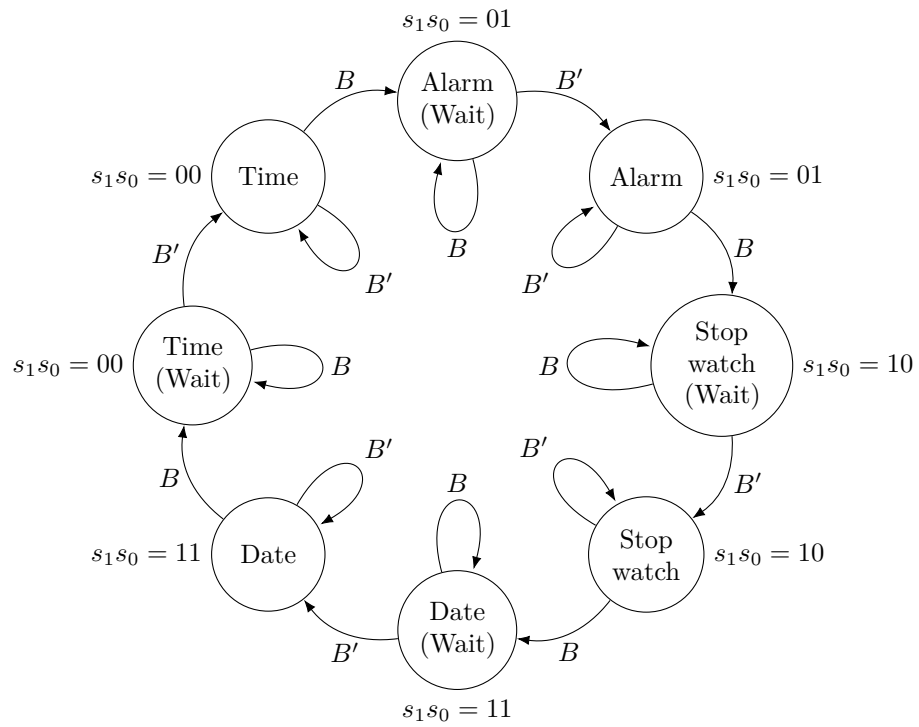 s₁s₀ = 01
Alarm
(Wait)
B
B′
B
s₁s₀ = 00
Time
B′
Alarm
s₁s₀ = 01
B′
B
B′
B′
Time
(Wait)
s₁s₀ = 00
B
B
Stop
watch
(Wait)
s₁s₀ = 10
B
B′
B
B′
B′
s₁s₀ = 11
Date
Stop
watch
s₁s₀ = 10
Date
(Wait)
B′
B
s₁s₀ = 11